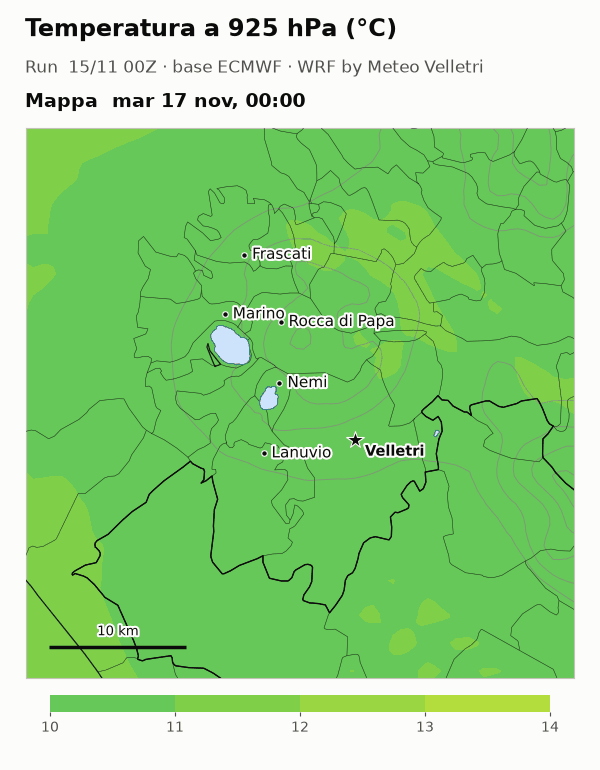 Temperatura a 925 hPa (°C)
Run  15/11 00Z · base ECMWF · WRF by Meteo Velletri
Mappa  mar 17 nov, 00:00
Frascati
Marino
Rocca di Papa
Nemi
Velletri
Lanuvio
10 km
10 11 12 13 14